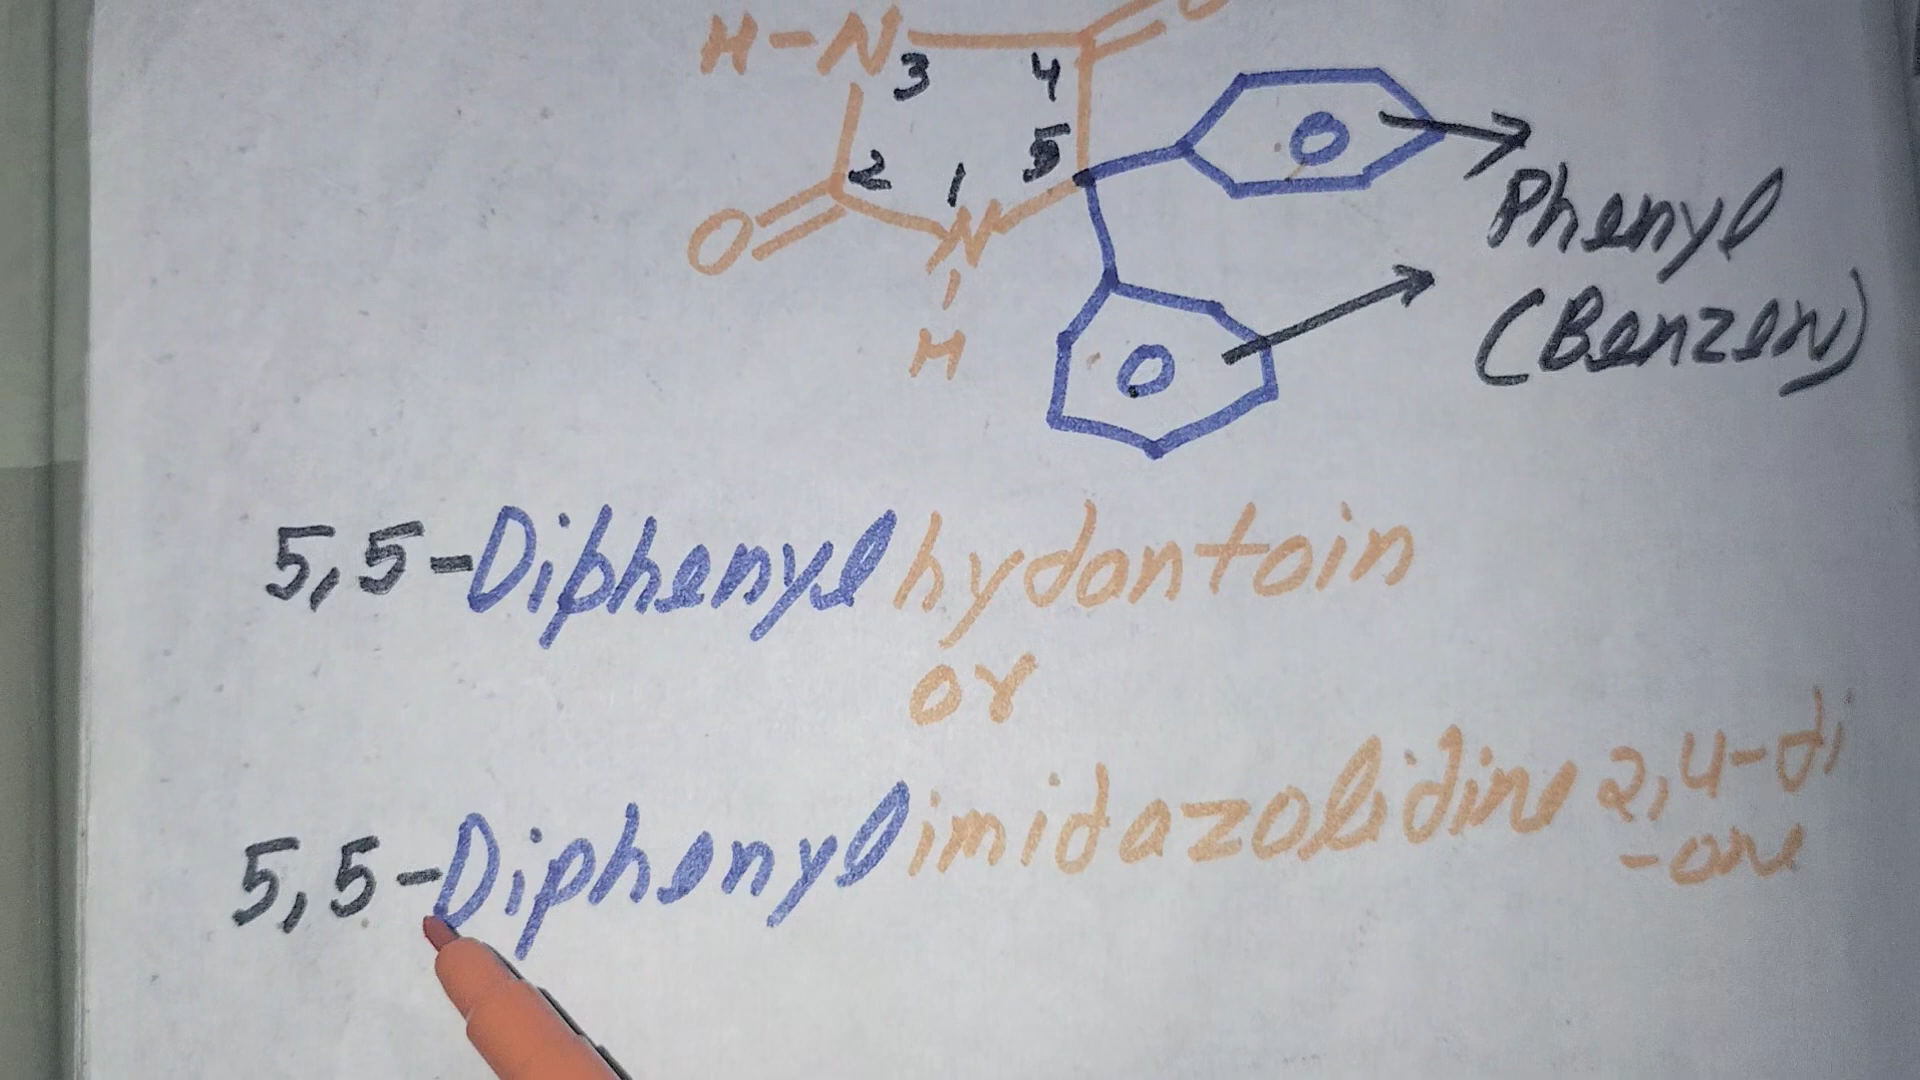 H-N 3 4
5
2 1
O N
H
O
O
Phenyl
(Benzene)
5,5-Diphenyl hydantoin
or
5,5-Diphenyl imidazolidine 2,4-di
-one